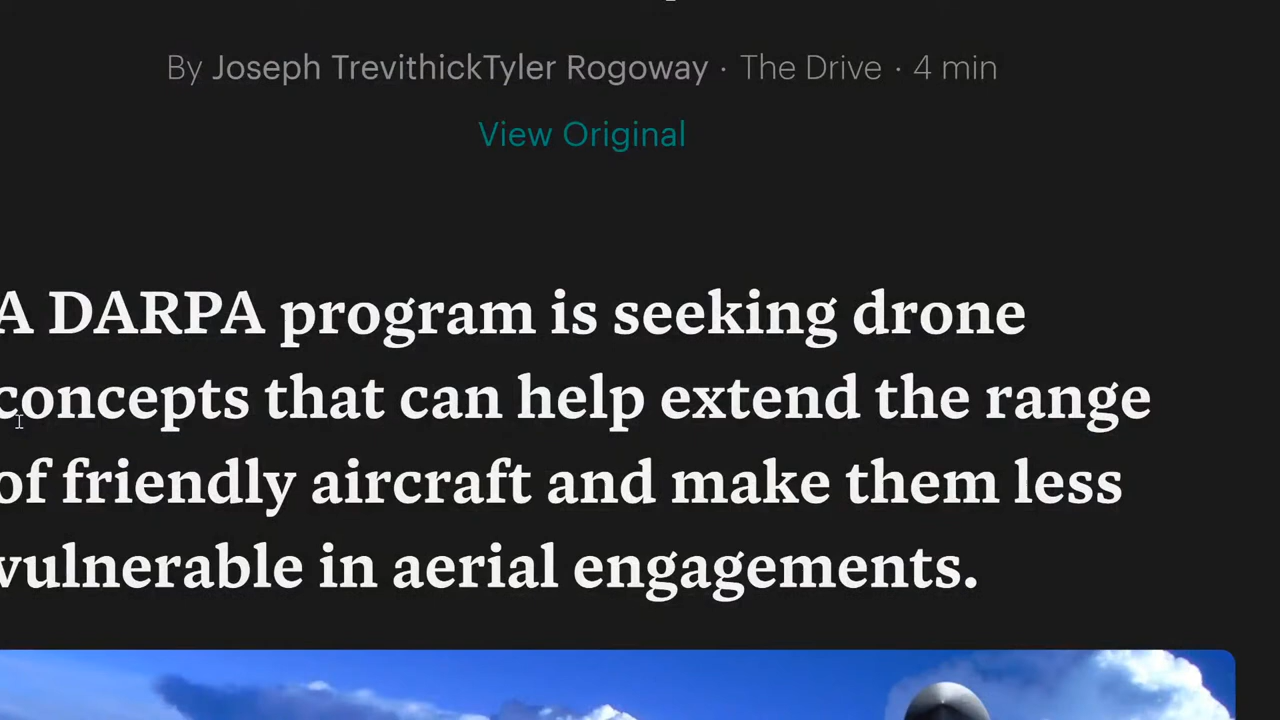 By Joseph TrevithickTyler Rogoway · The Drive · 4 min
View Original
A DARPA program is seeking drone
concepts that can help extend the range
of friendly aircraft and make them less
vulnerable in aerial engagements.